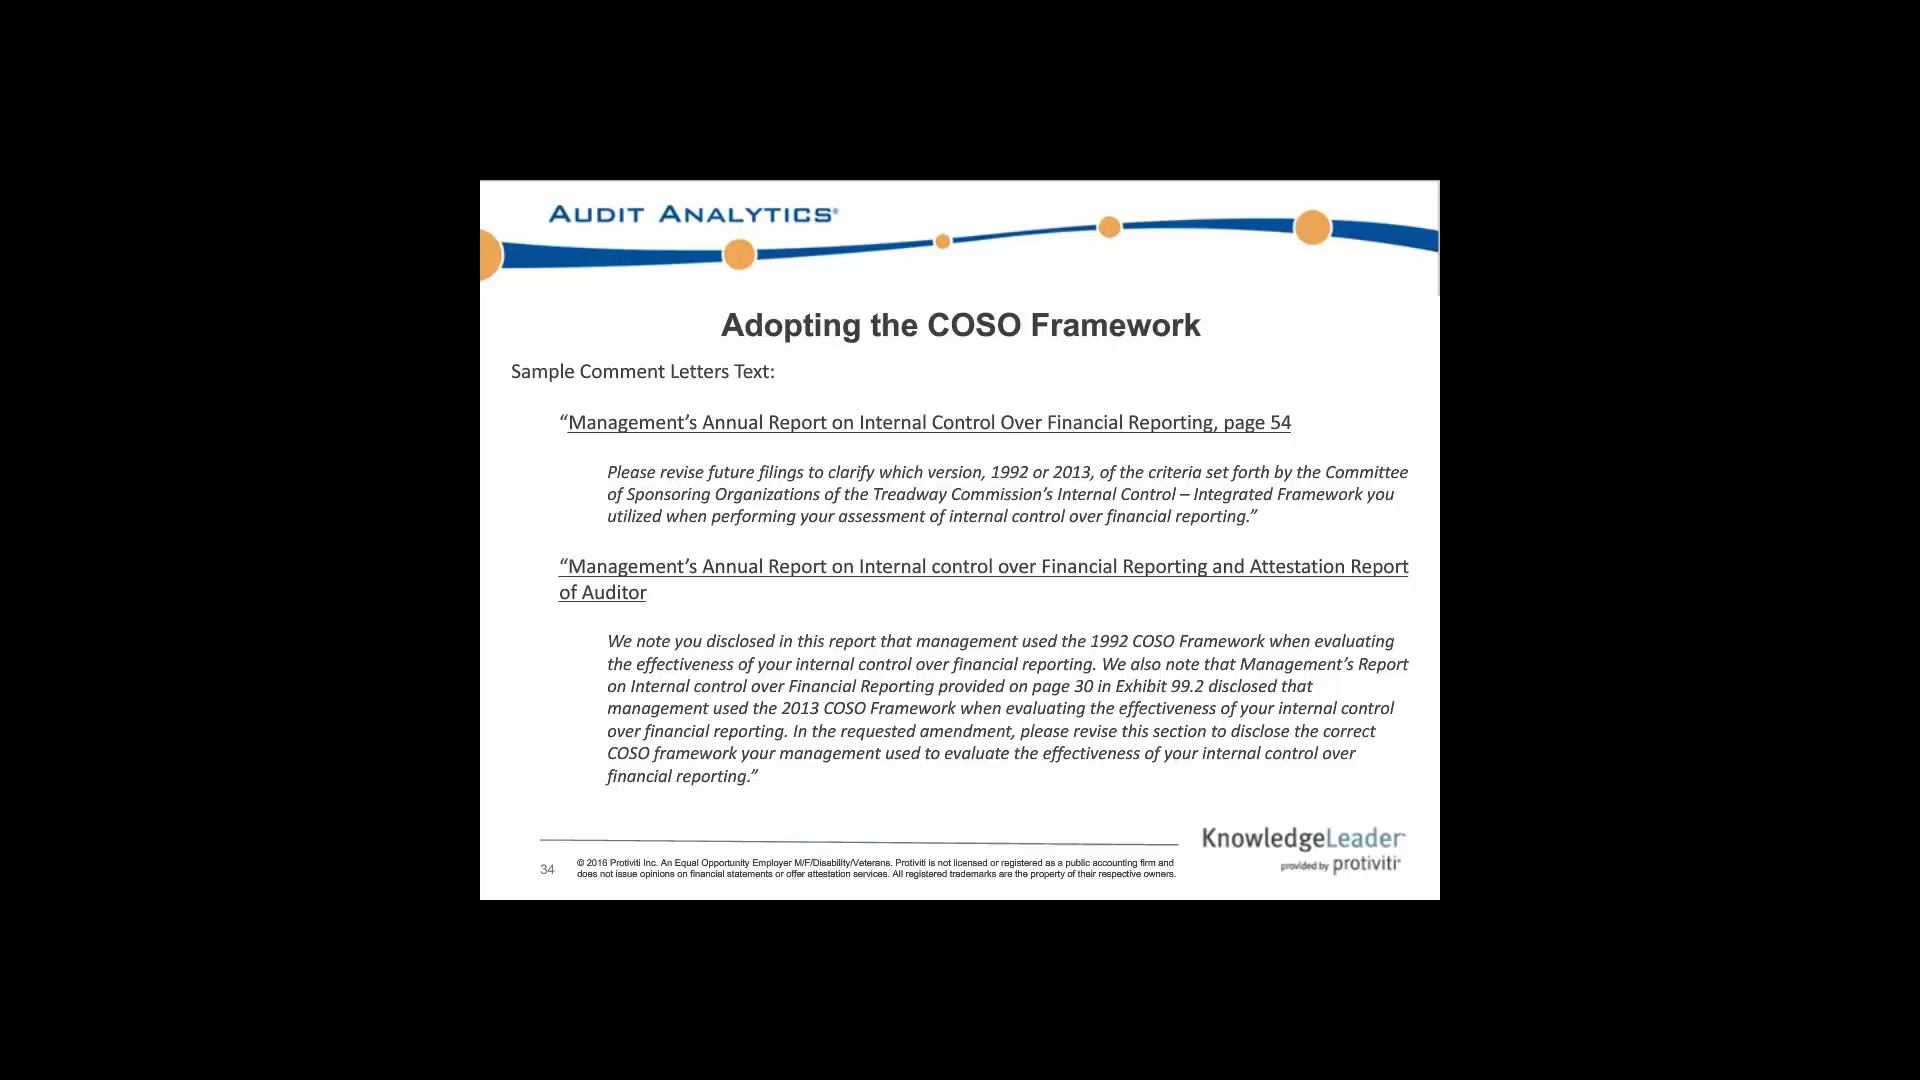 AUDIT ANALYTICS®
Adopting the COSO Framework
Sample Comment Letters Text:
“Management’s Annual Report on Internal Control Over Financial Reporting, page 54
Please revise future filings to clarify which version, 1992 or 2013, of the criteria set forth by the Committee
of Sponsoring Organizations of the Treadway Commission’s Internal Control – Integrated Framework you
utilized when performing your assessment of internal control over financial reporting.”
“Management’s Annual Report on Internal control over Financial Reporting and Attestation Report
of Auditor
We note you disclosed in this report that management used the 1992 COSO Framework when evaluating
the effectiveness of your internal control over financial reporting. We also note that Management’s Report
on Internal control over Financial Reporting provided on page 30 in Exhibit 99.2 disclosed that
management used the 2013 COSO Framework when evaluating the effectiveness of your internal control
over financial reporting. In the requested amendment, please revise this section to disclose the correct
COSO framework your management used to evaluate the effectiveness of your internal control over
financial reporting.”
34
© 2016 Protiviti Inc. An Equal Opportunity Employer M/F/Disability/Veterans. Protiviti is not licensed or registered as a public accounting firm and
does not issue opinions on financial statements or offer attestation services. All registered trademarks are the property of their respective owners.
KnowledgeLeader
provided by protiviti